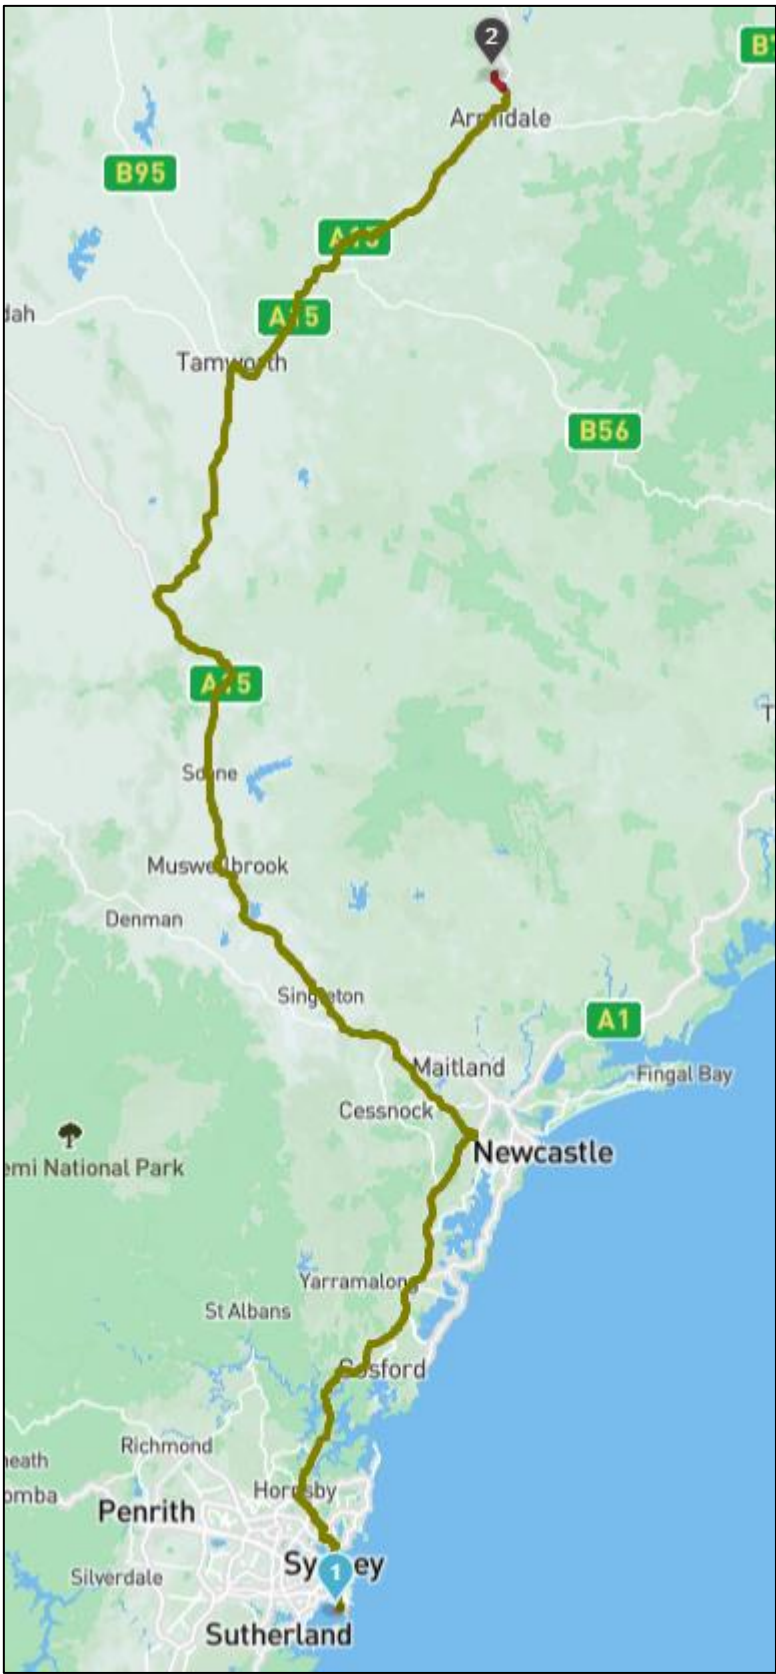 2
B
Armidale
B95
A15
dah
A15
Tamworth
B56
A15
T
Scone
Muswellbrook
Denman
Singleton
A1
Maitland
Fingal Bay
Cessnock
Newcastle
emi National Park
Yarramalong
St Albans
Gosford
Richmond
neath
Hornsby
omba
Penrith
Sydney
1
Silverdale
Sutherland